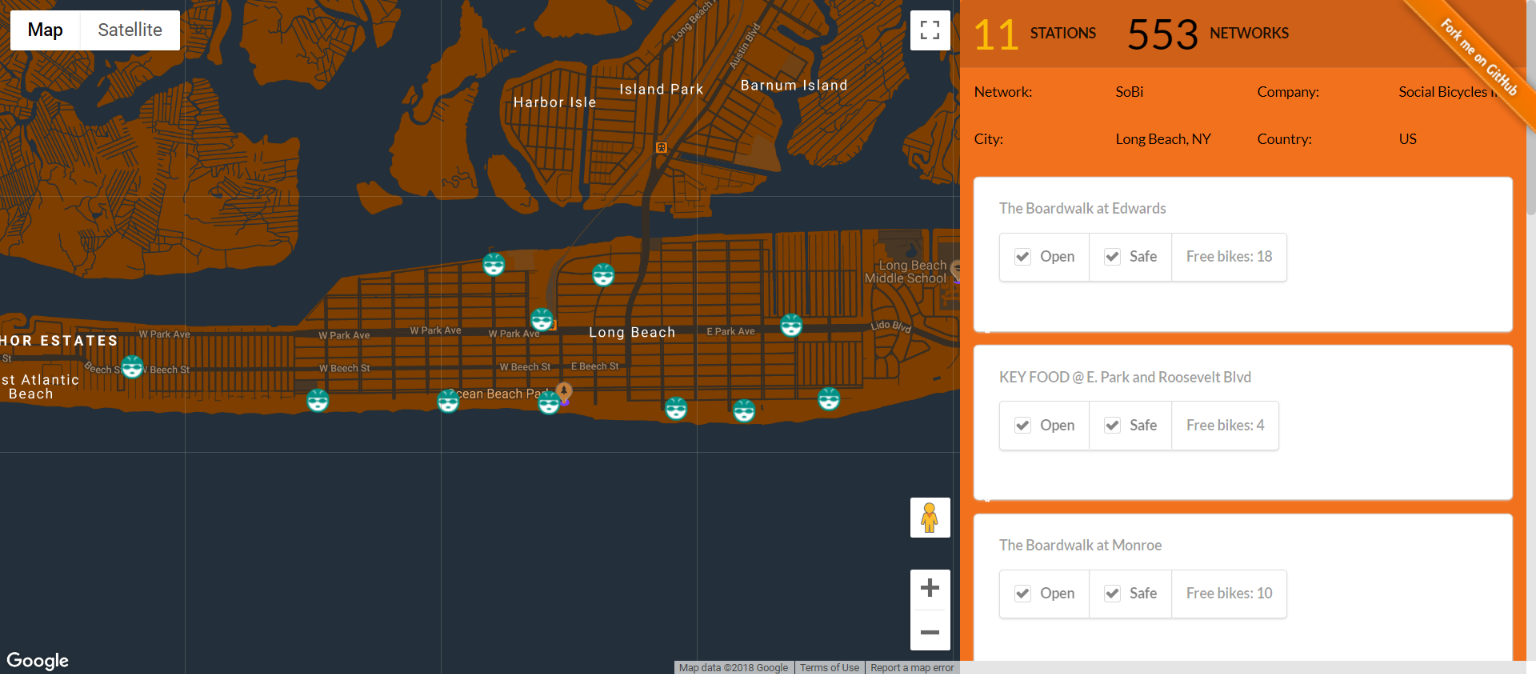 Map Satellite
Long Beach
Austin Blvd
Island Park
Barnum Island
Harbor Isle
Long Beach
Middle School
W Park Ave
W Park Ave
W Park Ave
W Park Ave
Long Beach
E Park Ave
Lido Blvd
HOR ESTATES
St
Beech S
W Beech St
W Beech St
W Beech St
E Beech St
st Atlantic
Beach
cean Beach Par
Google
Map data ©2018 Google Terms of Use Report a map error
11 STATIONS 553 NETWORKS
Fork me on GitHub
Network: SoBi Company: Social Bicycles I
City: Long Beach, NY Country: US
The Boardwalk at Edwards
Open Safe Free bikes: 18
KEY FOOD @ E. Park and Roosevelt Blvd
Open Safe Free bikes: 4
The Boardwalk at Monroe
Open Safe Free bikes: 10